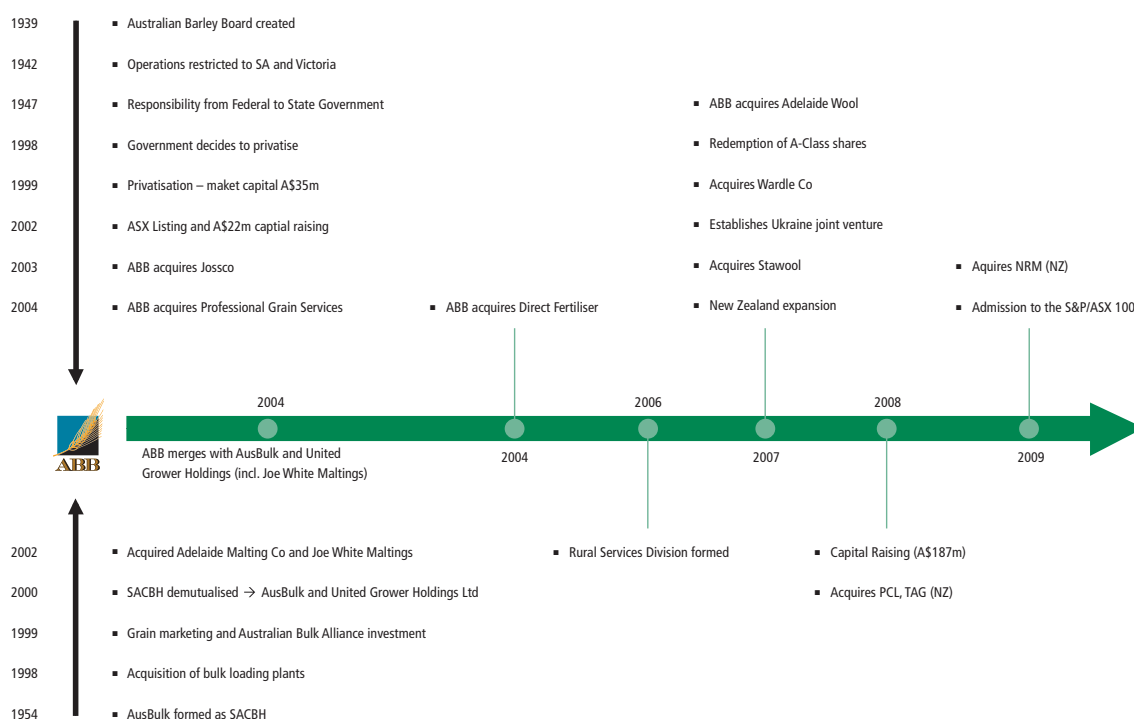 1939
▪ Australian Barley Board created
1942
▪ Operations restricted to SA and Victoria
1947
▪ Responsibility from Federal to State Government
▪ ABB acquires Adelaide Wool
1998
▪ Government decides to privatise
▪ Redemption of A-Class shares
1999
▪ Privatisation – maket capital A$35m
▪ Acquires Wardle Co
2002
▪ ASX Listing and A$22m captial raising
▪ Establishes Ukraine joint venture
2003
▪ ABB acquires Jossco
▪ Acquires Stawool
▪ Aquires NRM (NZ)
2004
▪ ABB acquires Professional Grain Services
▪ ABB acquires Direct Fertiliser
▪ New Zealand expansion
▪ Admission to the S&P/ASX 100
2004
2006
2008
ABB
ABB merges with AusBulk and United
Grower Holdings (incl. Joe White Maltings)
2004
2007
2009
2002
▪ Acquired Adelaide Malting Co and Joe White Maltings
▪ Rural Services Division formed
▪ Capital Raising (A$187m)
2000
▪ SACBH demutualised → AusBulk and United Grower Holdings Ltd
▪ Acquires PCL, TAG (NZ)
1999
▪ Grain marketing and Australian Bulk Alliance investment
1998
▪ Acquisition of bulk loading plants
1954
▪ AusBulk formed as SACBH